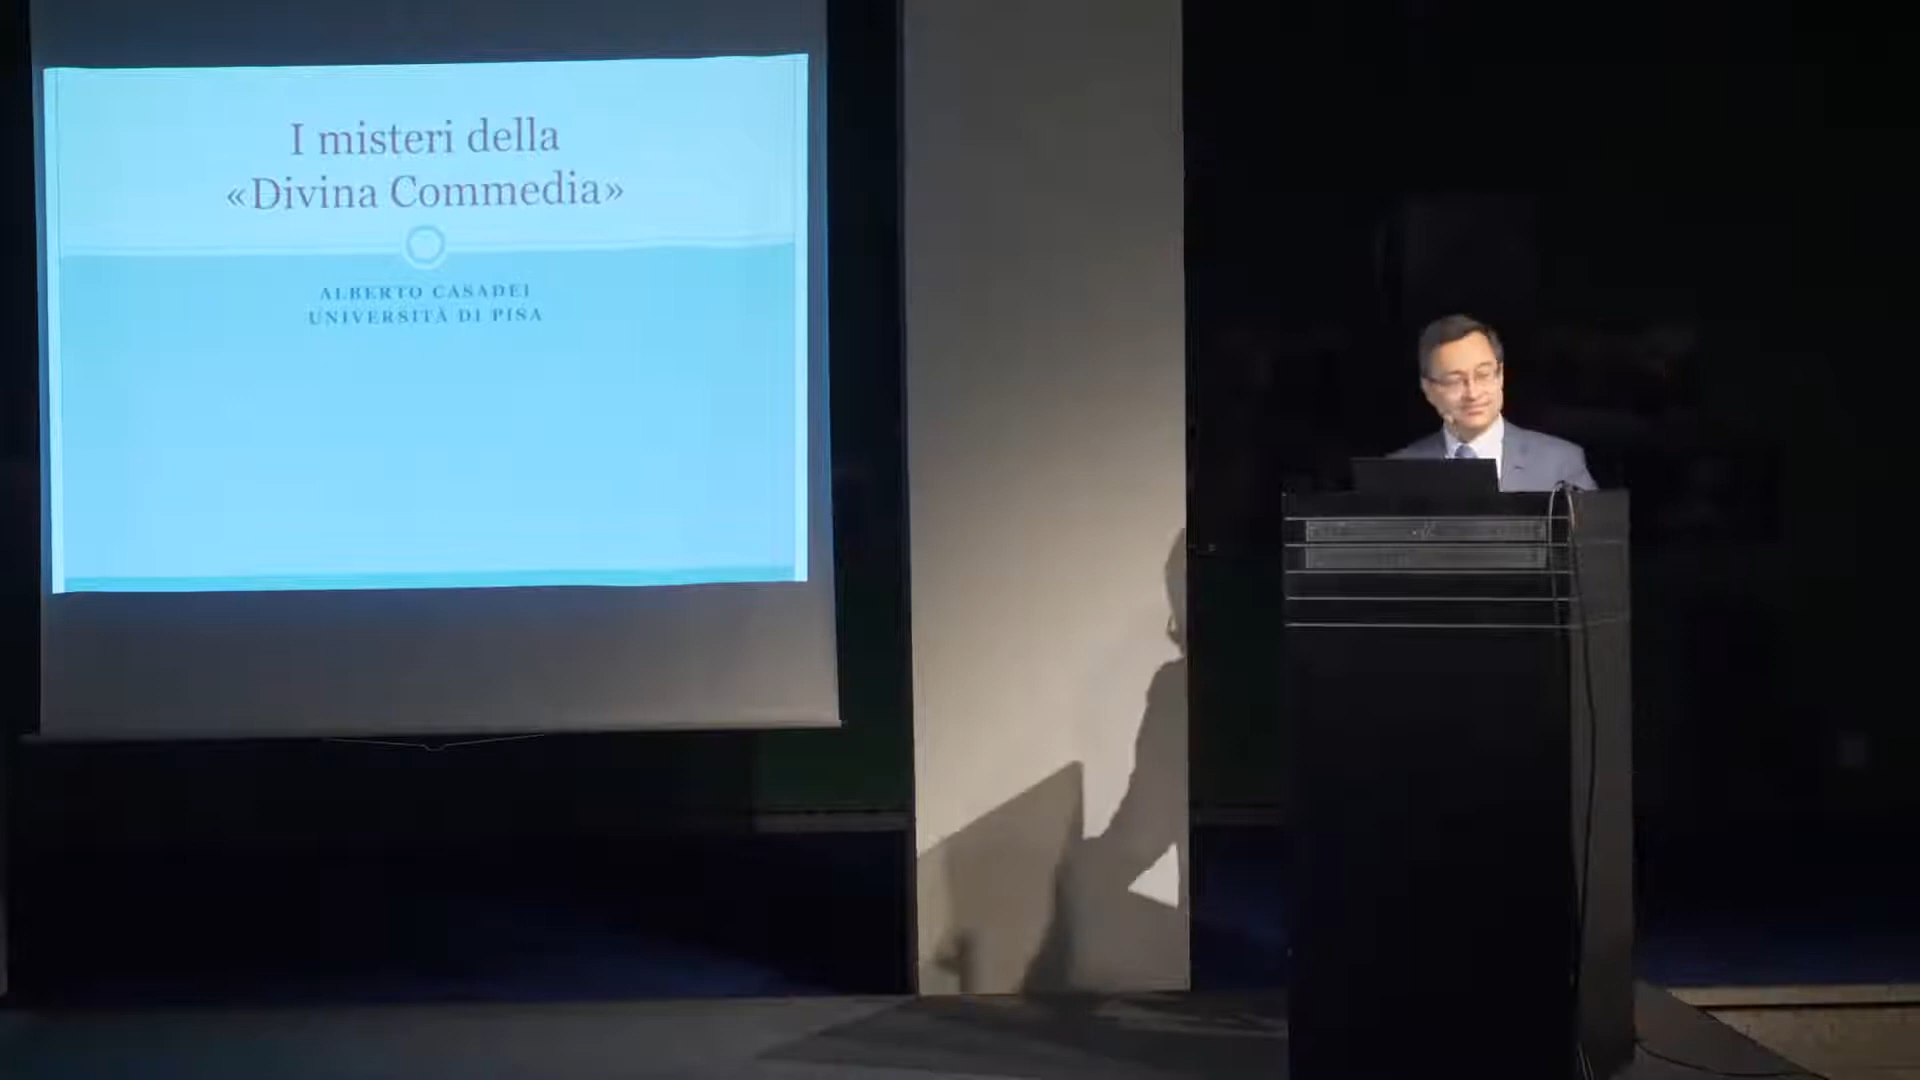 I misteri della
«Divina Commedia»
ALBERTO CASADEI
UNIVERSITÀ DI PISA